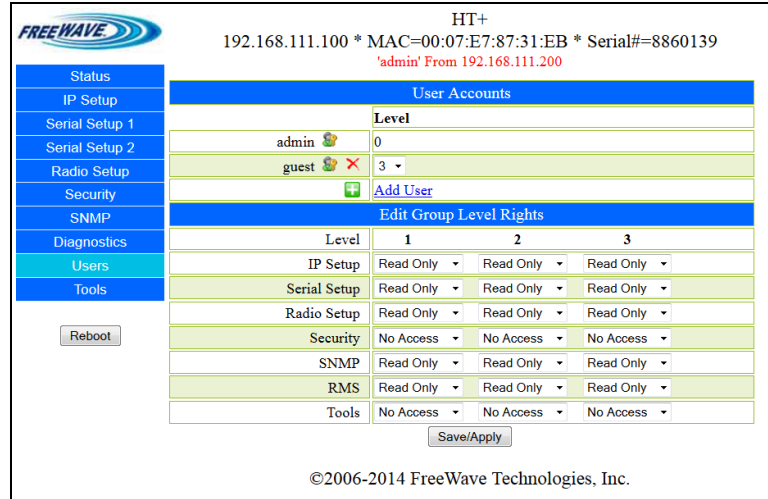 FREEWAVE
HT+
192.168.111.100 * MAC=00:07:E7:87:31:EB * Serial#=8860139
'admin' From 192.168.111.200
Status
IP Setup
Serial Setup 1
Serial Setup 2
Radio Setup
Security
SNMP
Diagnostics
Users
Tools
Reboot
User Accounts
Level
admin 0
guest 3
Add User
Edit Group Level Rights
Level 1 2 3
IP Setup Read Only Read Only Read Only
Serial Setup Read Only Read Only Read Only
Radio Setup Read Only Read Only Read Only
Security No Access No Access No Access
SNMP Read Only Read Only Read Only
RMS Read Only Read Only Read Only
Tools No Access No Access No Access
Save/Apply
©2006-2014 FreeWave Technologies, Inc.